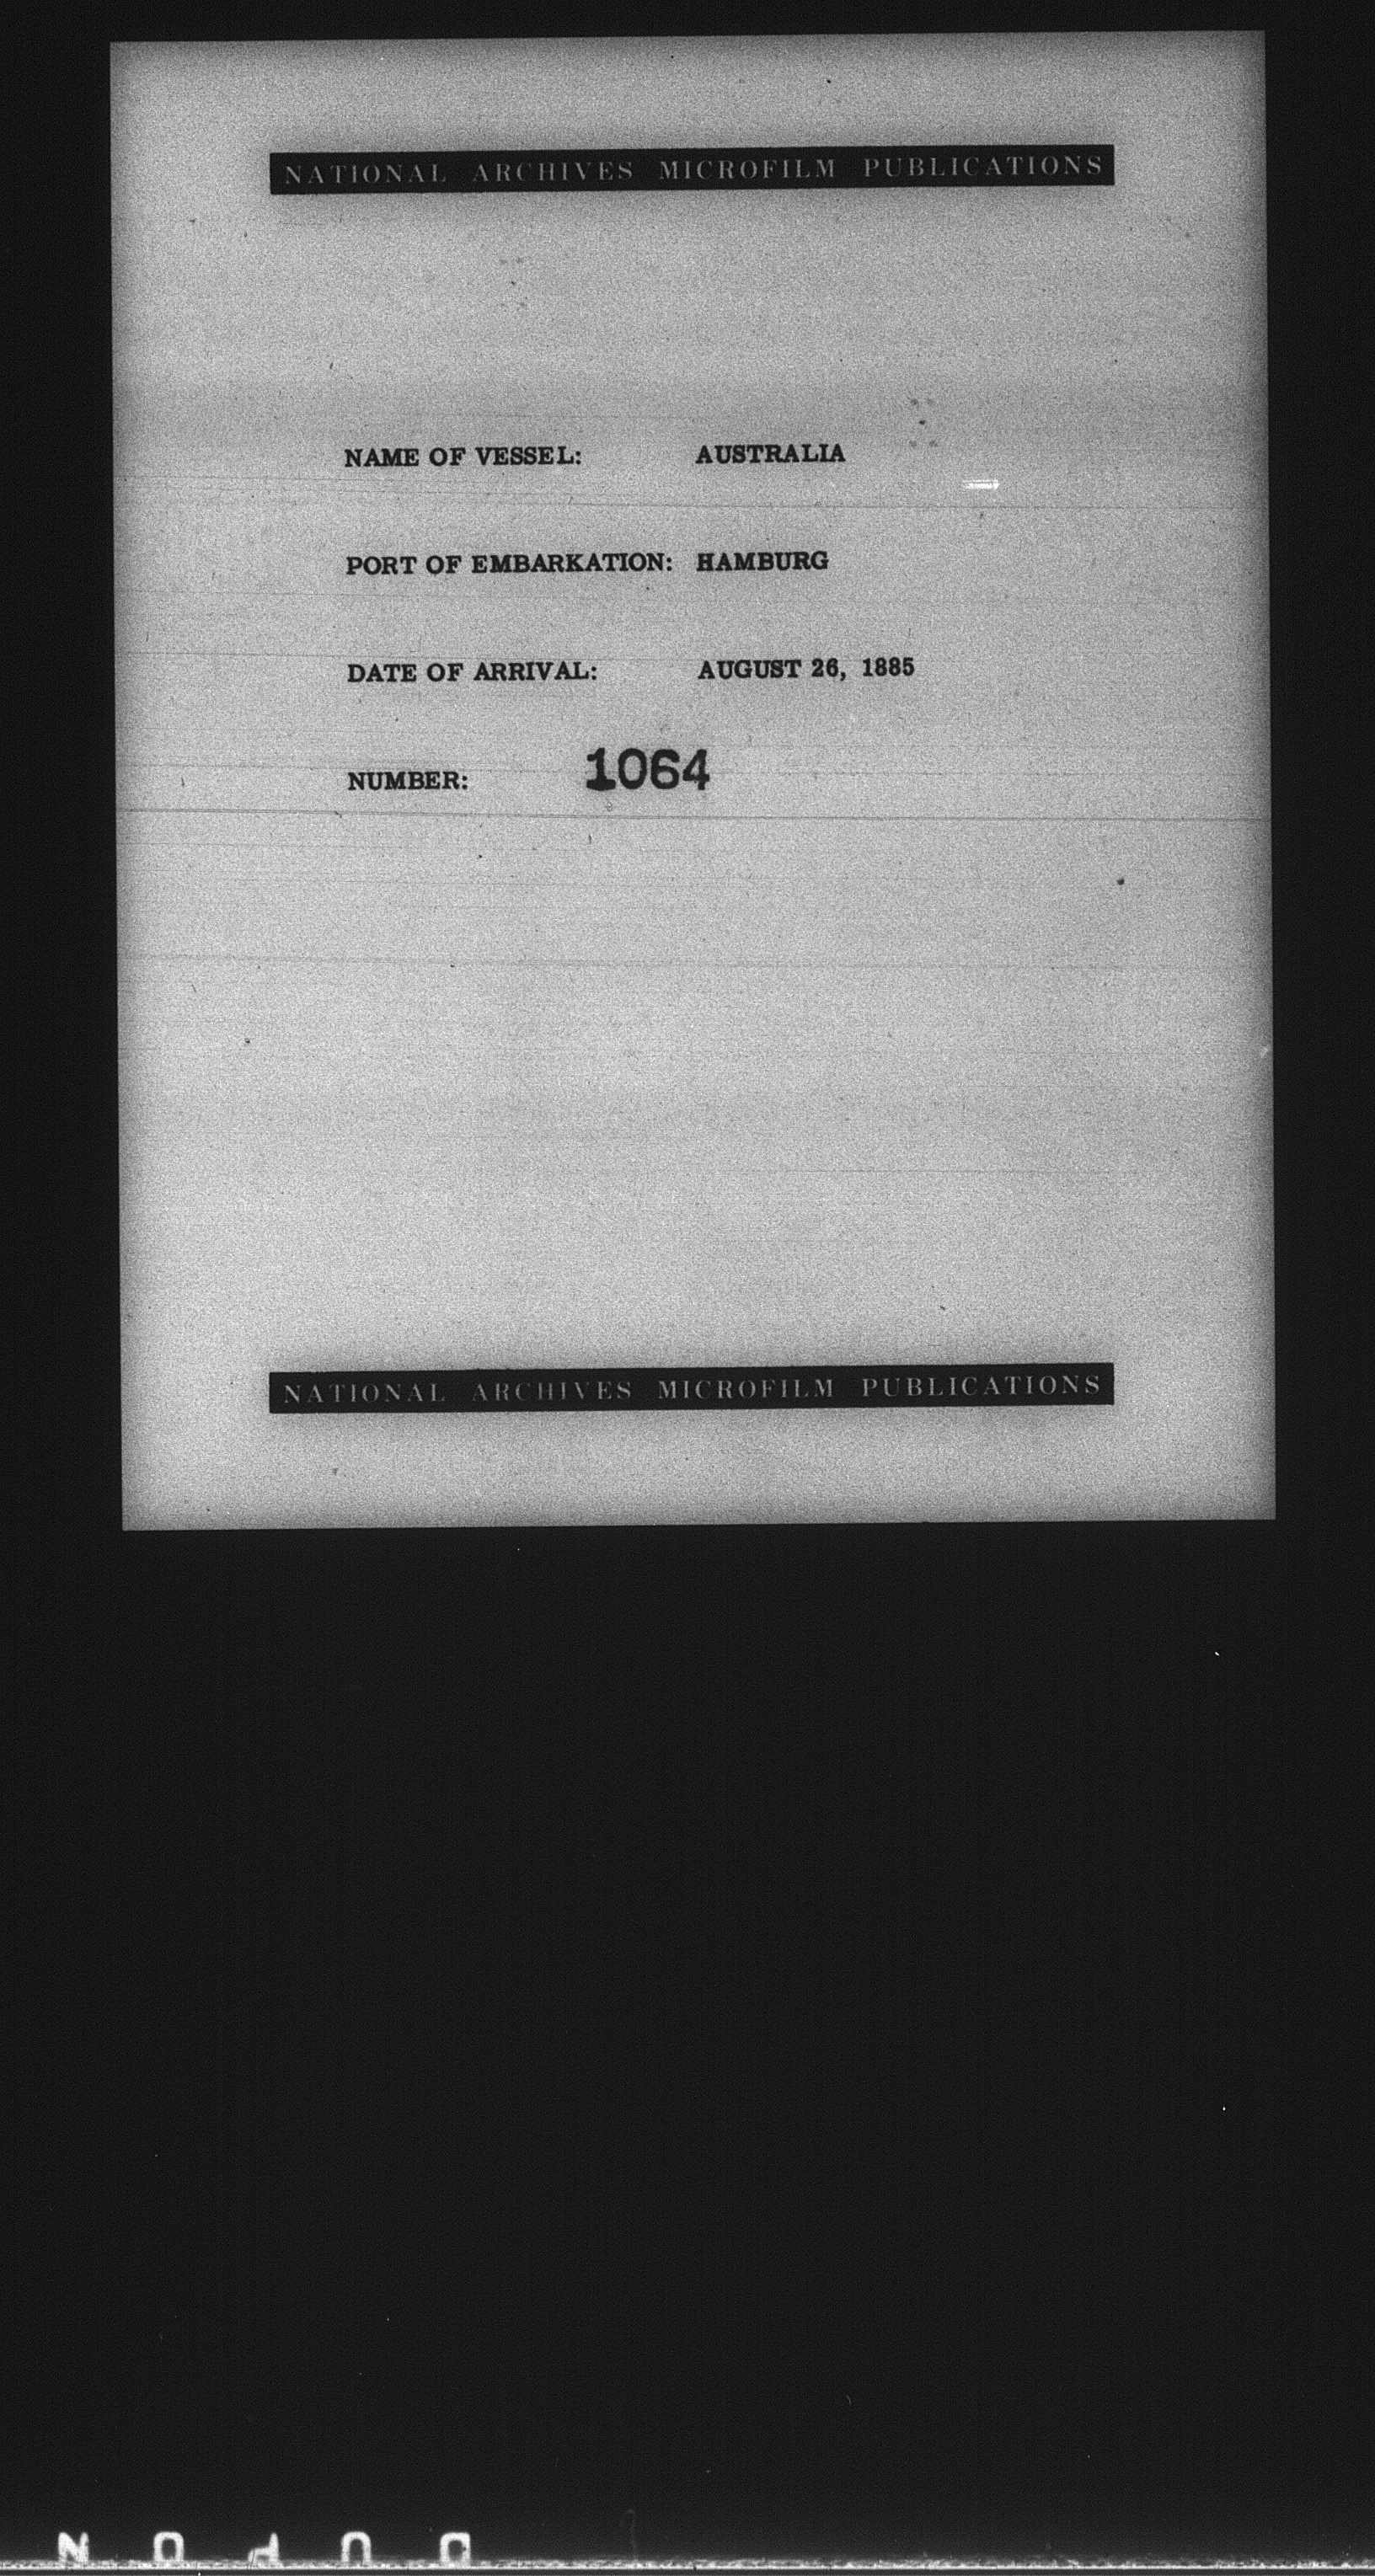 NATIONAL ARCHIVES MICROFILM PUBLICATIONS
NAME OF VESSEL: AUSTRALIA
PORT OF EMBARKATION: HAMBURG
DATE OF ARRIVAL: AUGUST 26, 1885
NUMBER: 1064
NATIONAL ARCHIVES MICROFILM PUBLICATIONS